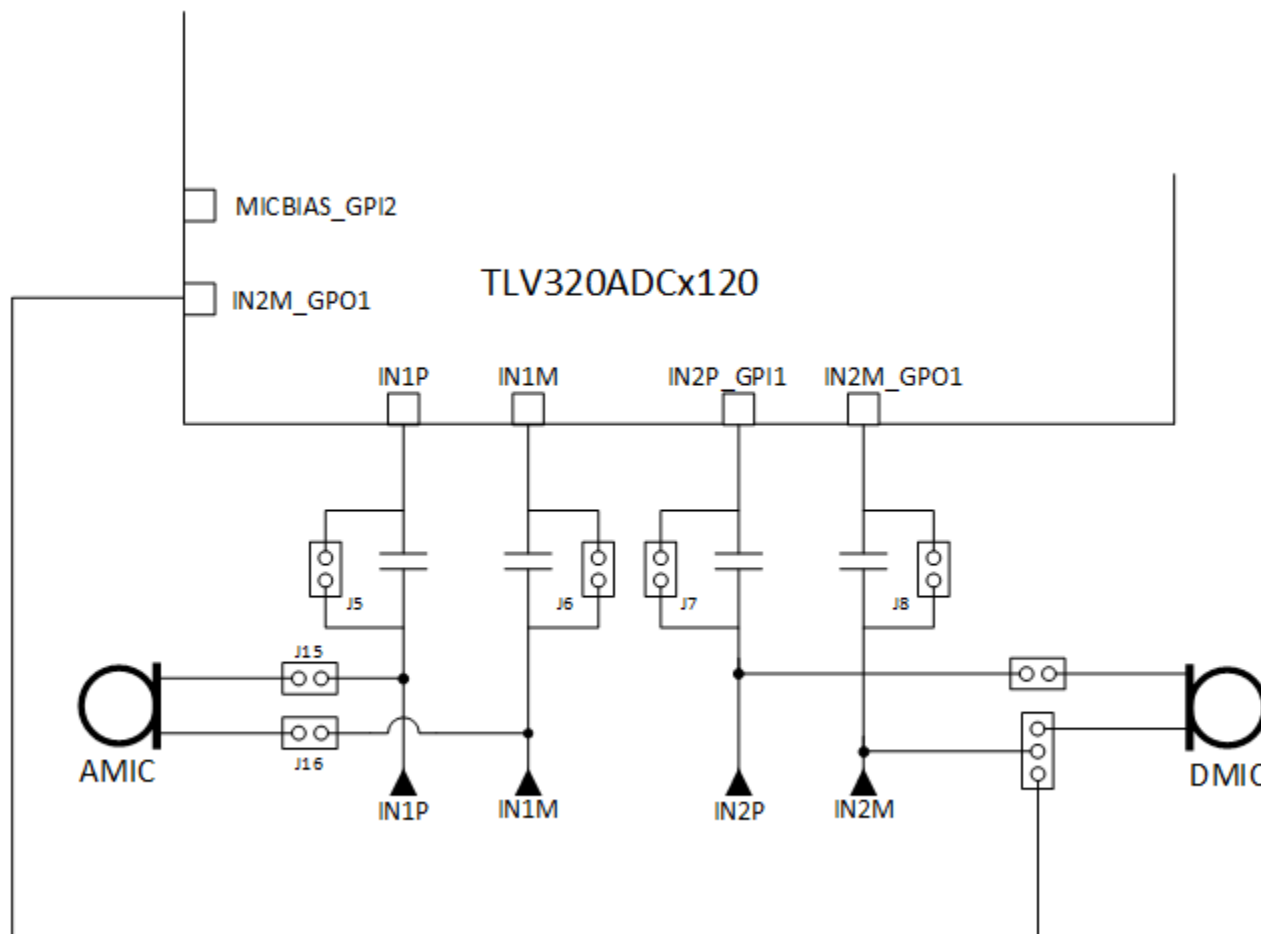 MICBIAS_GPI2
TLV320ADCx120
IN2M_GPO1
IN1P
IN1M
IN2P_GPI1
IN2M_GPO1
J5
J6
J7
J8
J15
J16
AMIC
DMIC
IN1P
IN1M
IN2P
IN2M